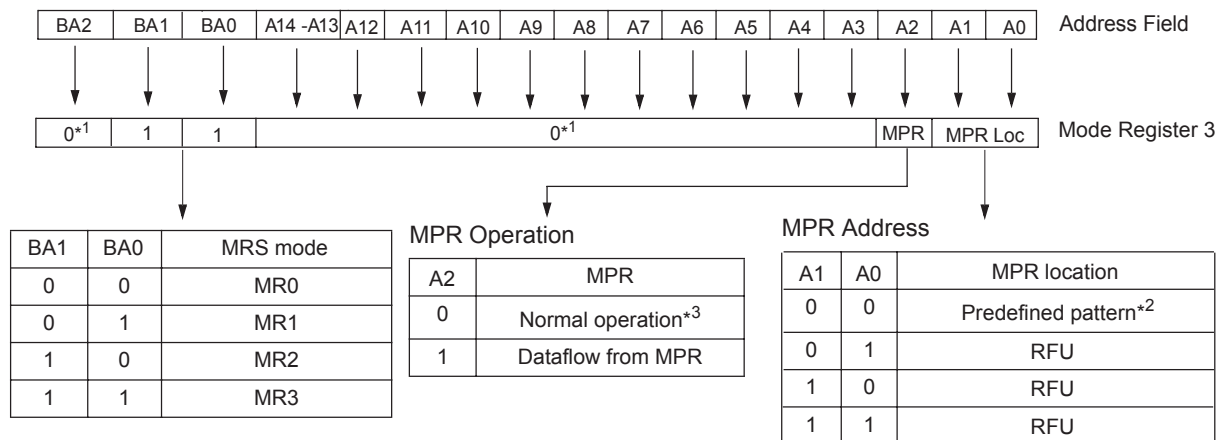 BA2 BA1 BA0 A14 -A13 A12 A11 A10 A9 A8 A7 A6 A5 A4 A3 A2 A1 A0 Address Field
0*1 1 1 0*1 MPR MPR Loc Mode Register 3
BA1 BA0 MRS mode
0 0 MR0
0 1 MR1
1 0 MR2
1 1 MR3
MPR Operation
A2 MPR
0 Normal operation*3
1 Dataflow from MPR
MPR Address
A1 A0 MPR location
0 0 Predefined pattern*2
0 1 RFU
1 0 RFU
1 1 RFU